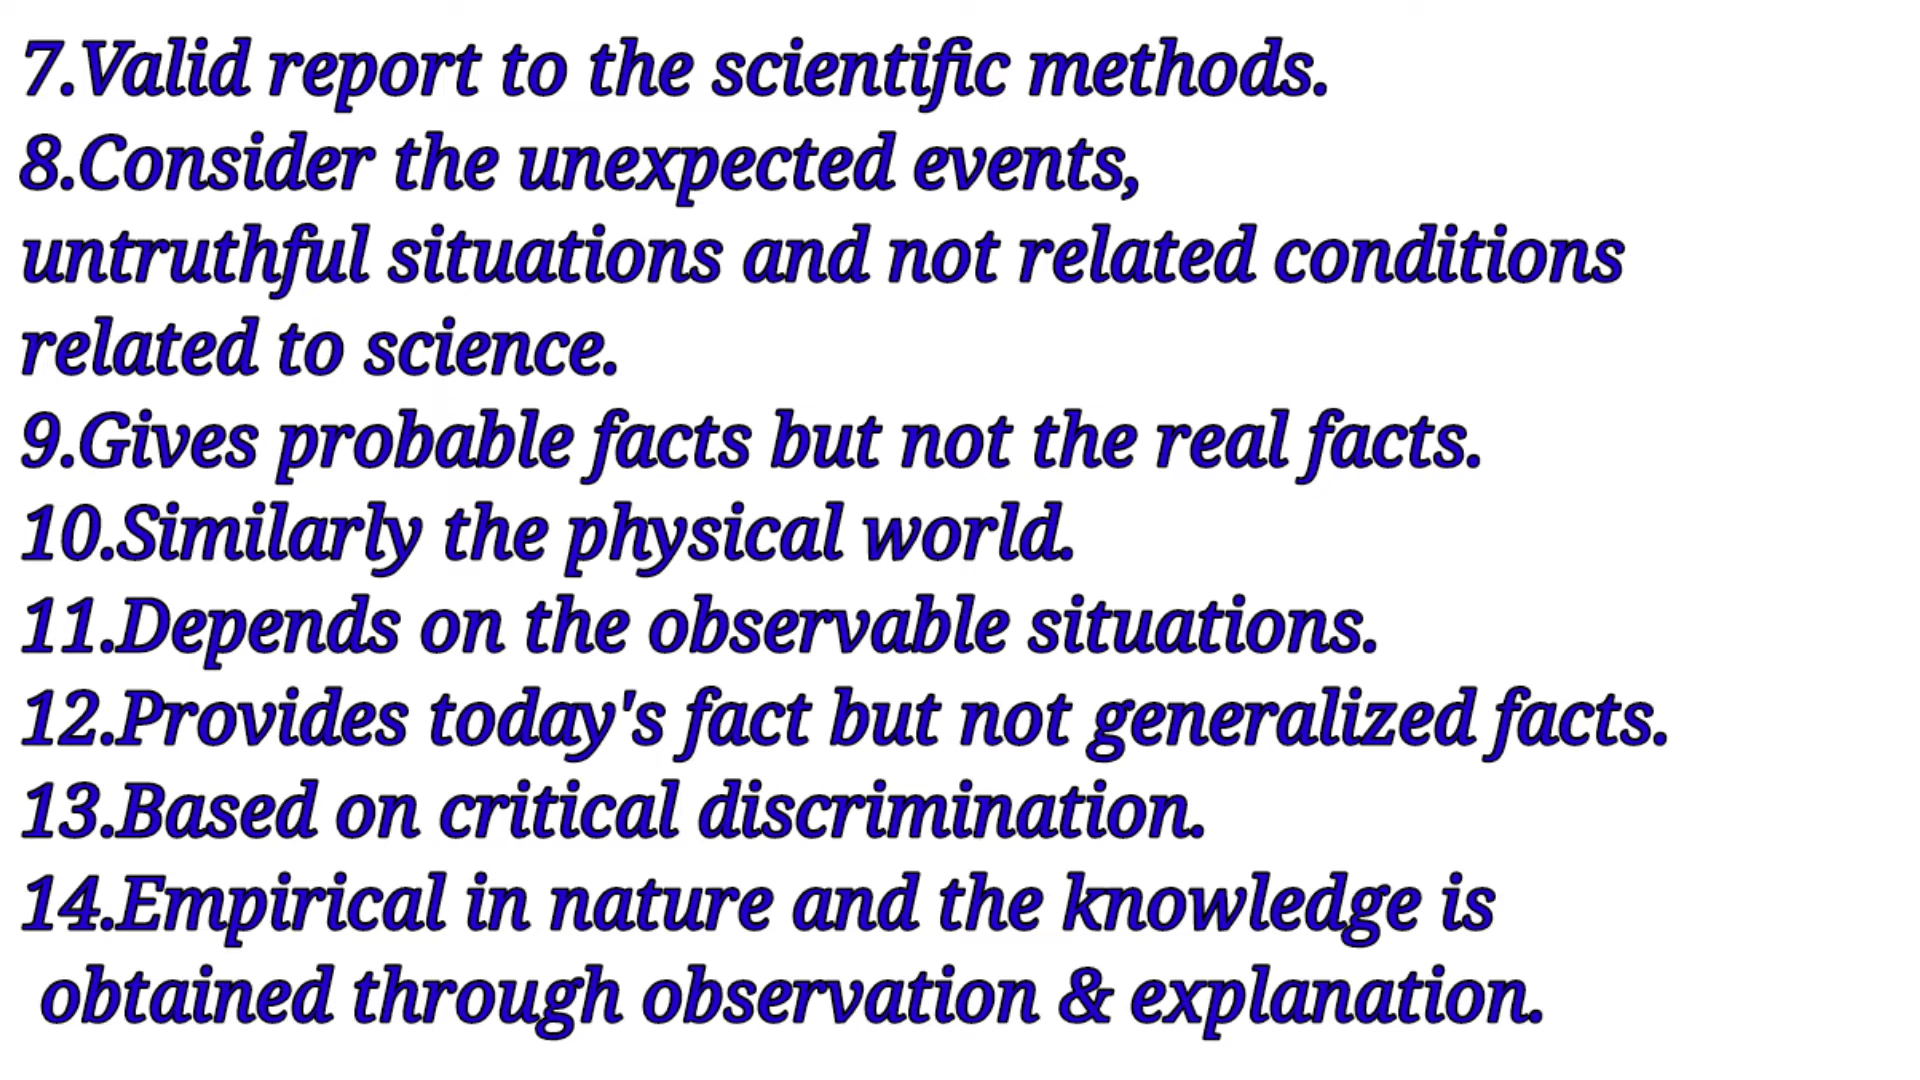 7.Valid report to the scientific methods.
8.Consider the unexpected events,
untruthful situations and not related conditions
related to science.
9.Gives probable facts but not the real facts.
10.Similarly the physical world.
11.Depends on the observable situations.
12.Provides today's fact but not generalized facts.
13.Based on critical discrimination.
14.Empirical in nature and the knowledge is
obtained through observation & explanation.